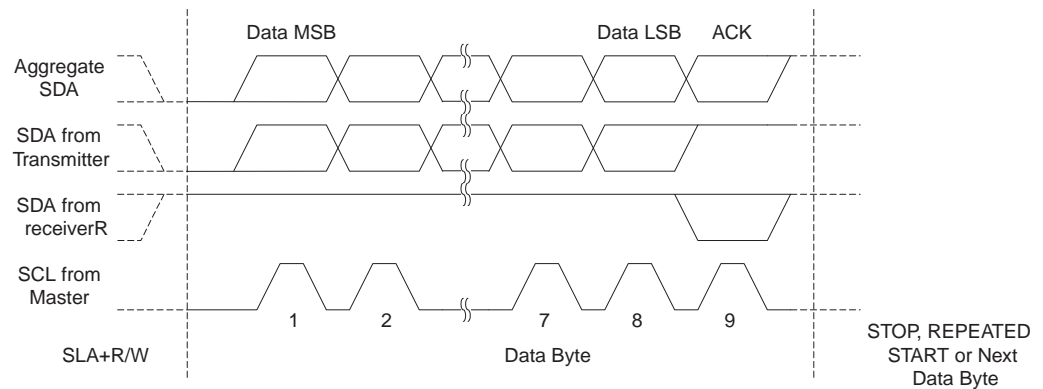 Data MSB
Data LSB
ACK
Aggregate
SDA
SDA from
Transmitter
SDA from
receiverR
SCL from
Master
1
2
7
8
9
SLA+R/W
Data Byte
STOP, REPEATED
START or Next
Data Byte